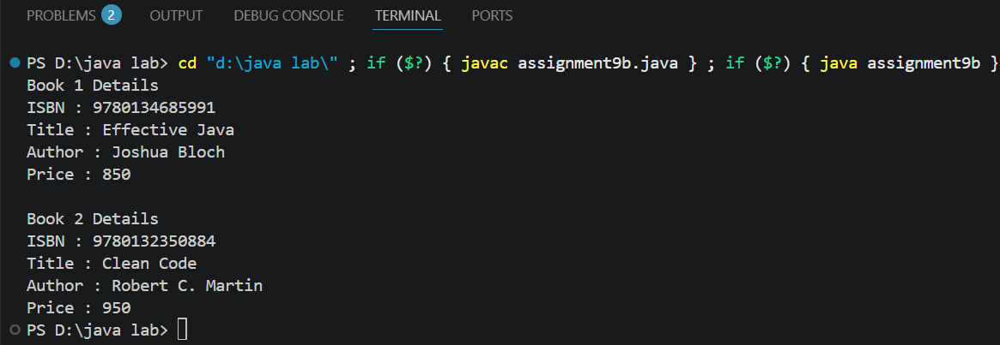 PROBLEMS 2 OUTPUT DEBUG CONSOLE TERMINAL PORTS
PS D:\java lab> cd "d:\java lab\" ; if ($?) { javac assignment9b.java } ; if ($?) { java assignment9b }
Book 1 Details
ISBN : 9780134685991
Title : Effective Java
Author : Joshua Bloch
Price : 850
Book 2 Details
ISBN : 9780132350884
Title : Clean Code
Author : Robert C. Martin
Price : 950
PS D:\java lab>